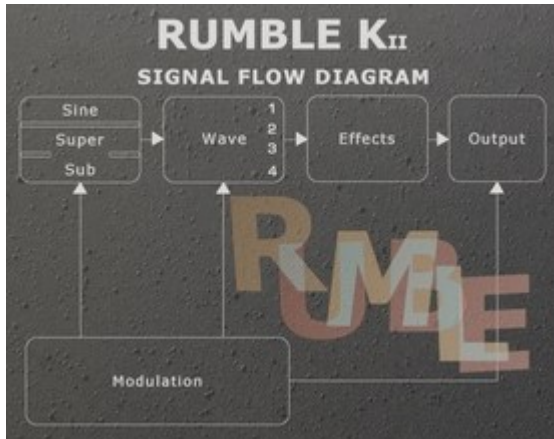 RUMBLE KII
SIGNAL FLOW DIAGRAM
Sine
Super
Sub
Wave
1
2
3
4
Effects
Output
RUMBLE
Modulation